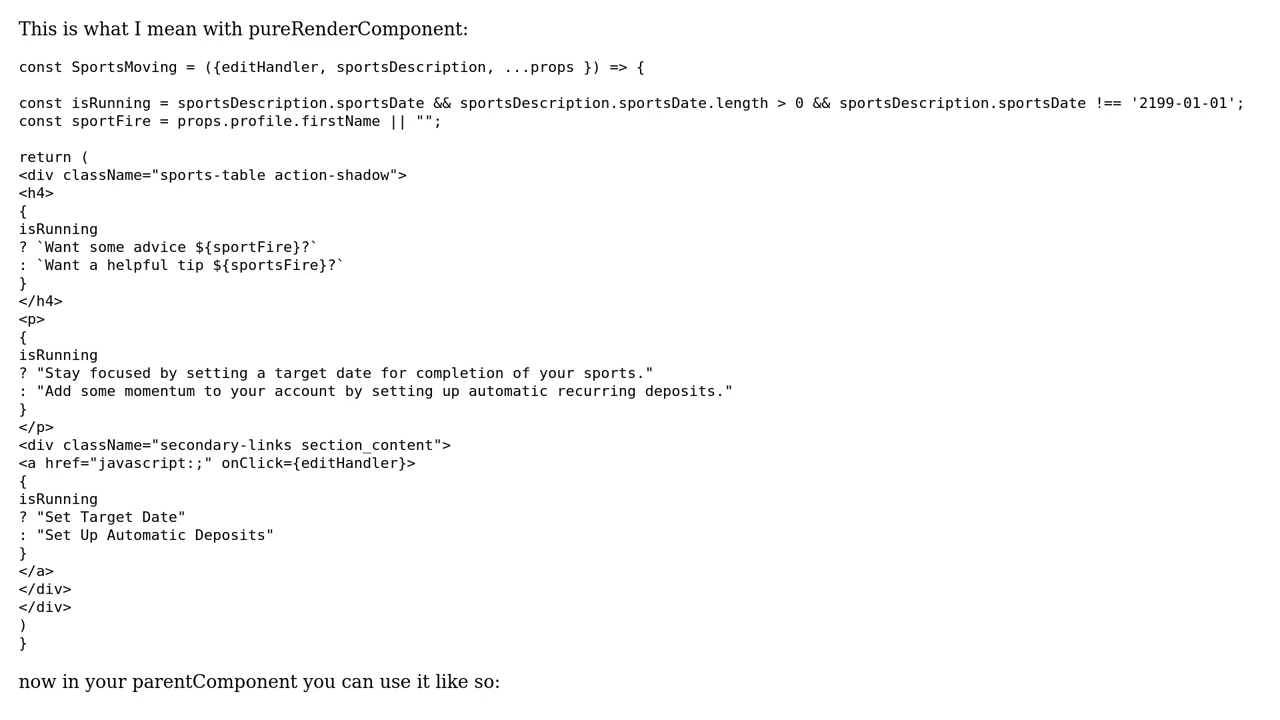 This is what I mean with pureRenderComponent:
const SportsMoving = ({editHandler, sportsDescription, ...props }) => {
const isRunning = sportsDescription.sportsDate && sportsDescription.sportsDate.length > 0 && sportsDescription.sportsDate !== '2199-01-01';
const sportFire = props.profile.firstName || "";
return (
<div className="sports-table action-shadow">
<h4>
{
isRunning
? `Want some advice ${sportFire}?`
: `Want a helpful tip ${sportsFire}?`
}
</h4>
<p>
{
isRunning
? "Stay focused by setting a target date for completion of your sports."
: "Add some momentum to your account by setting up automatic recurring deposits."
}
</p>
<div className="secondary-links section_content">
<a href="javascript:;" onClick={editHandler}>
{
isRunning
? "Set Target Date"
: "Set Up Automatic Deposits"
}
</a>
</div>
</div>
)
}
now in your parentComponent you can use it like so: